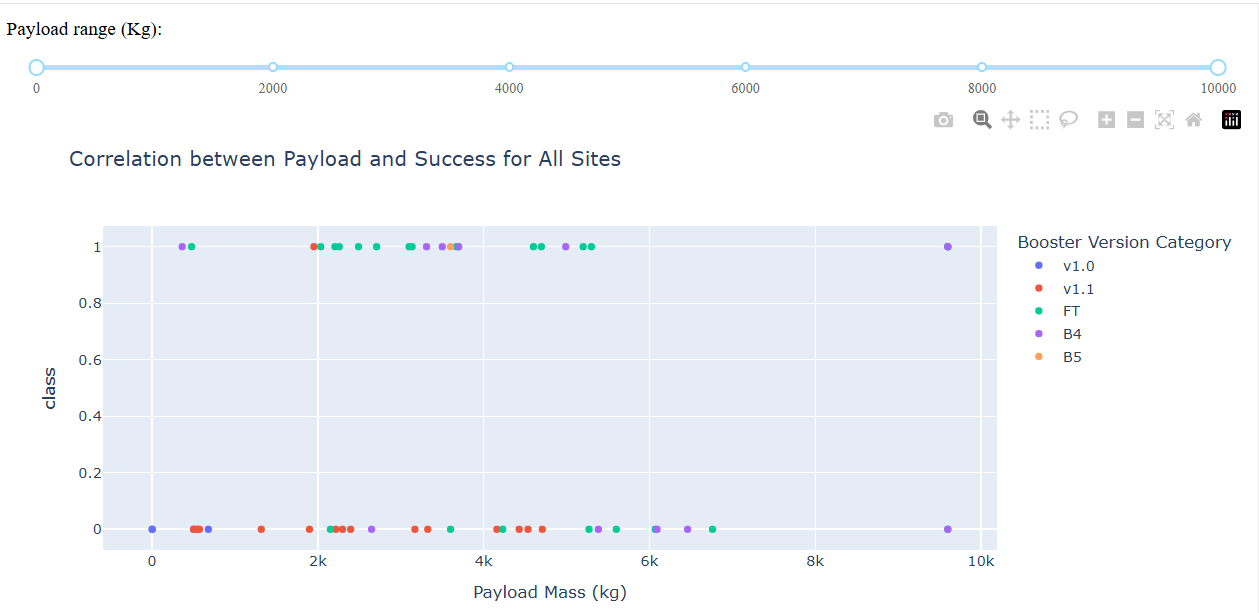 Payload range (Kg):
0 2000 4000 6000 8000 10000
Correlation between Payload and Success for All Sites
Booster Version Category
v1.0
v1.1
FT
B4
B5
1
0.8
0.6
0.4
0.2
0
class
0 2k 4k 6k 8k 10k
Payload Mass (kg)